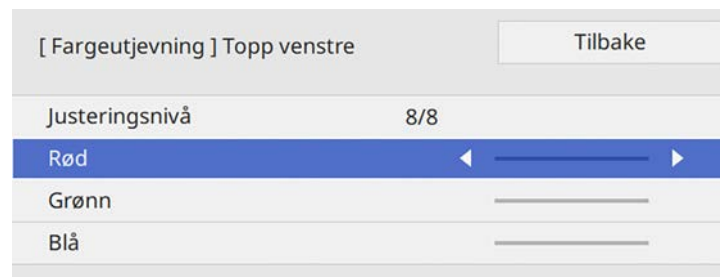 [ Fargeutjevning ] Topp venstre
Tilbake
Justeringsnivå 8/8
Rød
Grønn
Blå